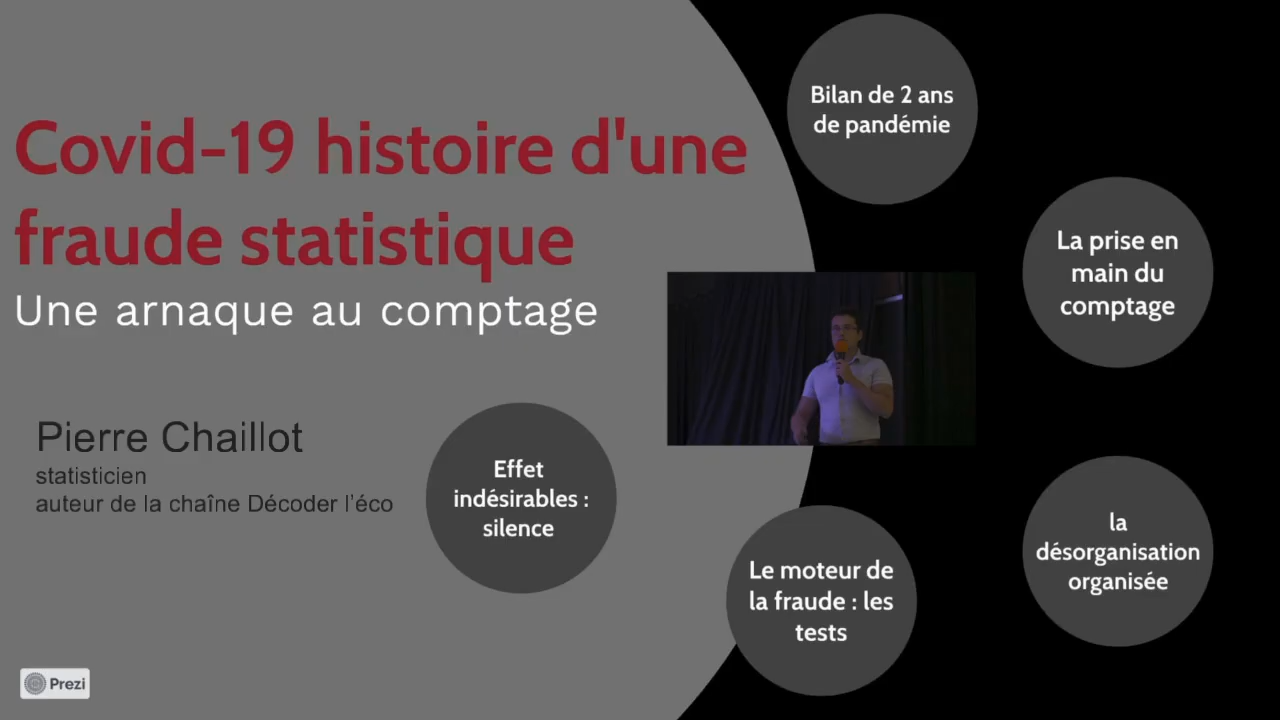 Covid-19 histoire d'une
fraude statistique
Une arnaque au comptage
Pierre Chaillot
statisticien
auteur de la chaîne Décoder l'éco
Bilan de 2 ans
de pandémie
La prise en
main du
comptage
la
désorganisation
organisée
Le moteur de
la fraude : les
tests
Effet
indésirables :
silence
Prezi